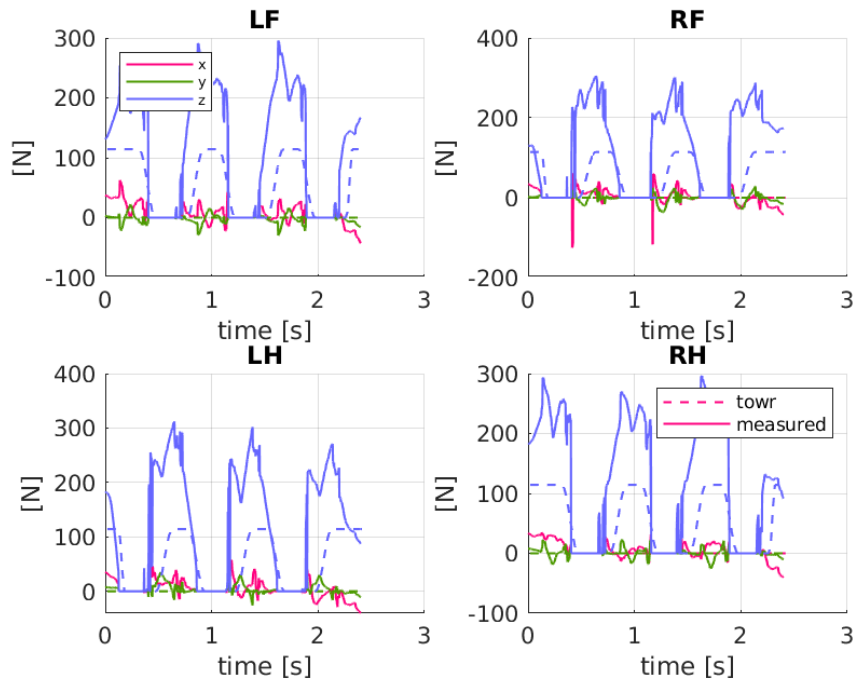 LF
300
200
100
0
-100
[N]
x
y
z
0 1 2 3
time [s]
RF
400
200
0
-200
[N]
0 1 2 3
time [s]
LH
400
300
200
100
0
[N]
0 1 2 3
time [s]
RH
300
200
100
0
-100
[N]
towr
measured
0 1 2 3
time [s]